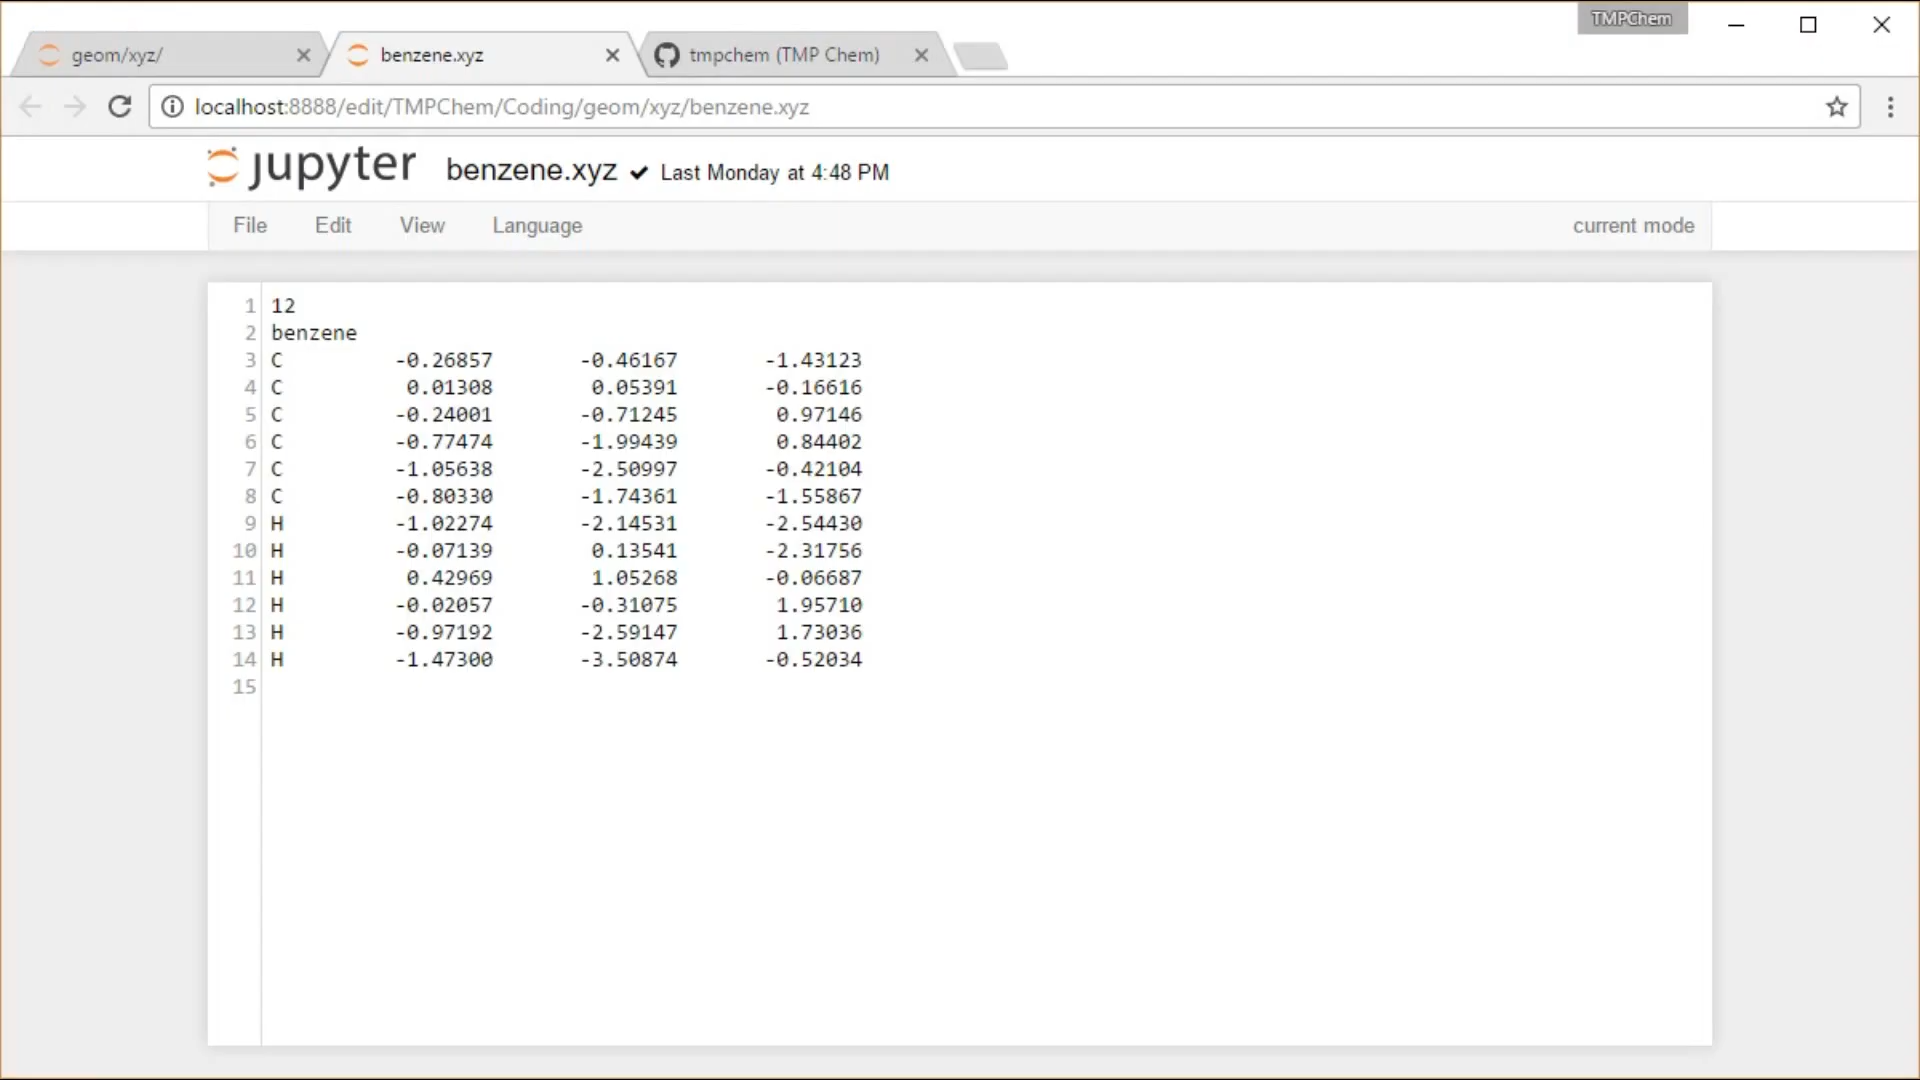 TMPChem
geom/xyz/
benzene.xyz
tmpchem (TMP Chem)
localhost:8888/edit/TMPChem/Coding/geom/xyz/benzene.xyz
jupyter benzene.xyz ✔ Last Monday at 4:48 PM
File Edit View Language current mode
1 12
2 benzene
3 C -0.26857 -0.46167 -1.43123
4 C 0.01308 0.05391 -0.16616
5 C -0.24001 -0.71245 0.97146
6 C -0.77474 -1.99439 0.84402
7 C -1.05638 -2.50997 -0.42104
8 C -0.80330 -1.74361 -1.55867
9 H -1.02274 -2.14531 -2.54430
10 H -0.07139 0.13541 -2.31756
11 H 0.42969 1.05268 -0.06687
12 H -0.02057 -0.31075 1.95710
13 H -0.97192 -2.59147 1.73036
14 H -1.47300 -3.50874 -0.52034
15